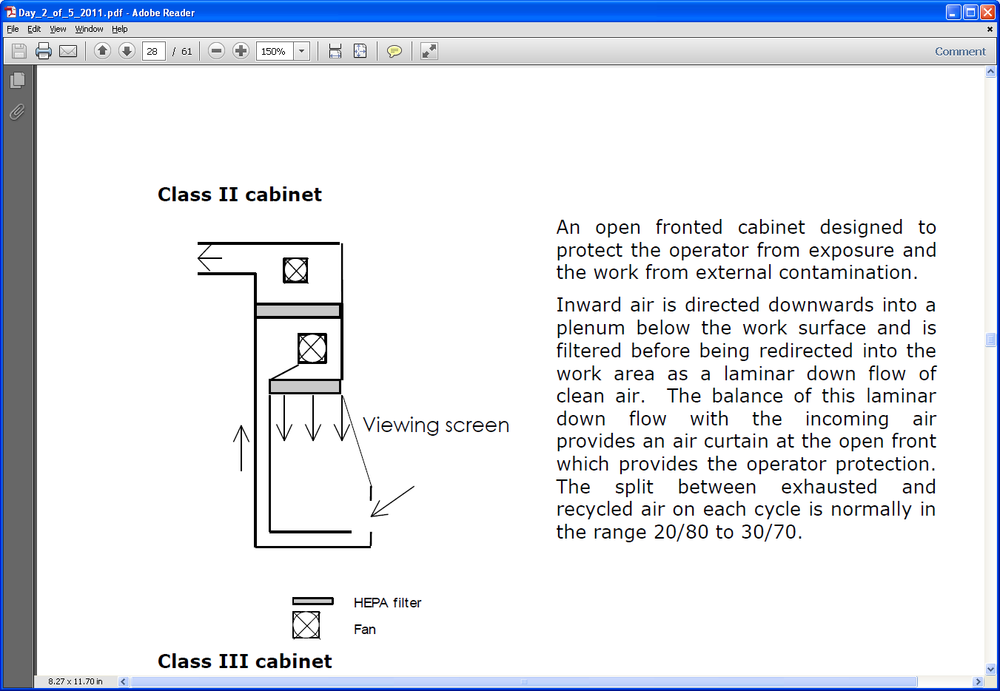 Day_2_of_5_2011.pdf - Adobe Reader
File Edit View Window Help
28 / 61 150% Comment
Class II cabinet
Viewing screen
HEPA filter
Fan
An open fronted cabinet designed to
protect the operator from exposure and
the work from external contamination.
Inward air is directed downwards into a
plenum below the work surface and is
filtered before being redirected into the
work area as a laminar down flow of
clean air. The balance of this laminar
down flow with the incoming air
provides an air curtain at the open front
which provides the operator protection.
The split between exhausted and
recycled air on each cycle is normally in
the range 20/80 to 30/70.
Class III cabinet
8.27 x 11.70 in